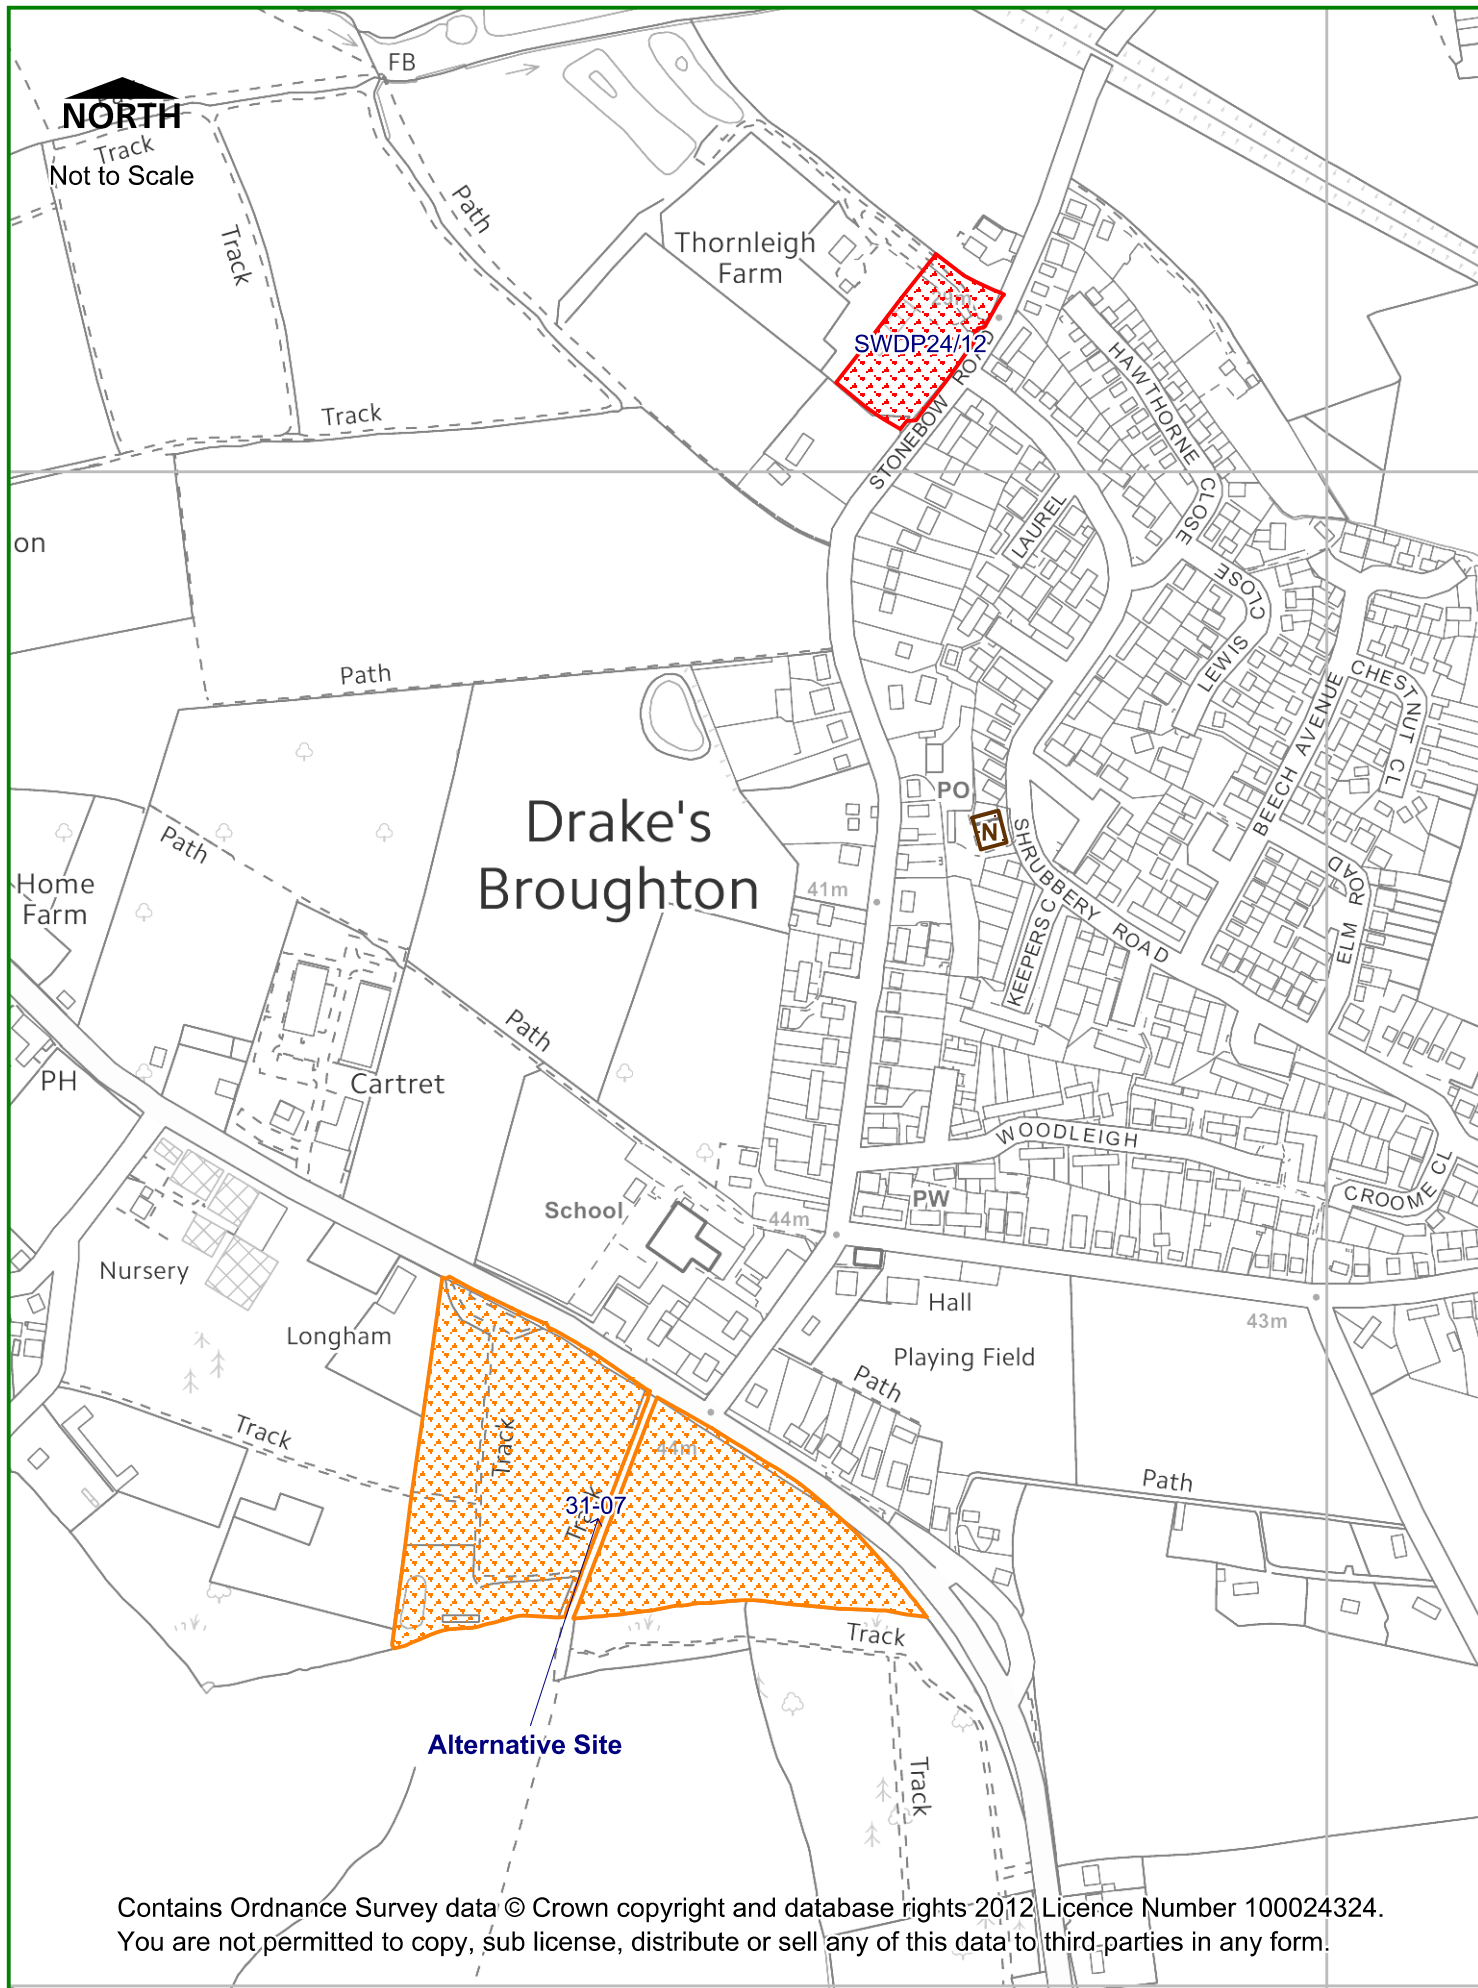 FB
NORTH
Track
Not to Scale
Path
Track
Thornleigh
Farm
29m
SWDP24/12
STONEBOW ROAD
HAWTHORNE CLOSE
Track
LAUREL
on
LEWIS CLOSE
CHESTNUT CL
Path
BEECH AVENUE
PO
N
Drake's
Broughton
SHRUBBERY ROAD
Path
41m
ELM ROAD
Home
Farm
KEEPERS C
Path
PH
Cartret
WOODLEIGH
CROOME CL
School
PW
44m
Nursery
Hall
43m
Longham
Playing Field
Path
Track
Track
44m
Path
31-07
Track
Track
Alternative Site
Track
Contains Ordnance Survey data © Crown copyright and database rights 2012 Licence Number 100024324.
You are not permitted to copy, sub license, distribute or sell any of this data to third parties in any form.